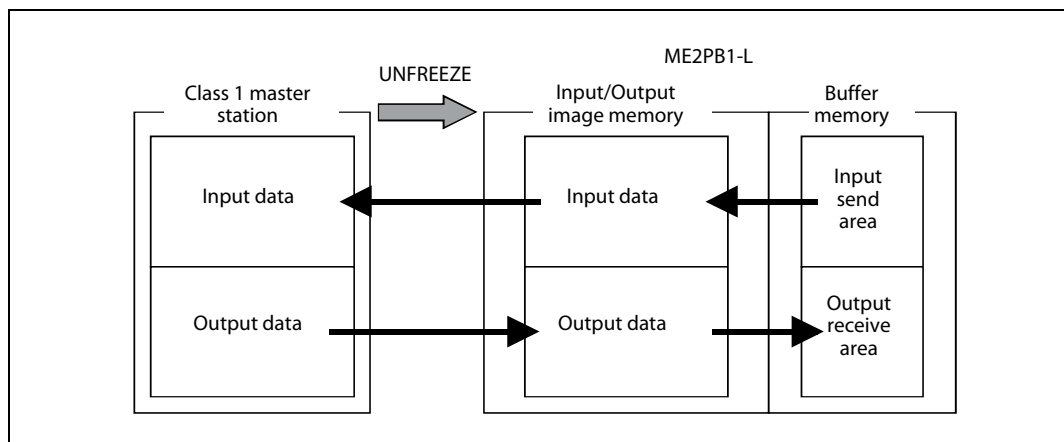 ME2PB1-L
UNFREEZE
Class 1 master
station
Input/Output
image memory
Buffer
memory
Input data
Input data
Input
send
area
Output data
Output data
Output
receive
area